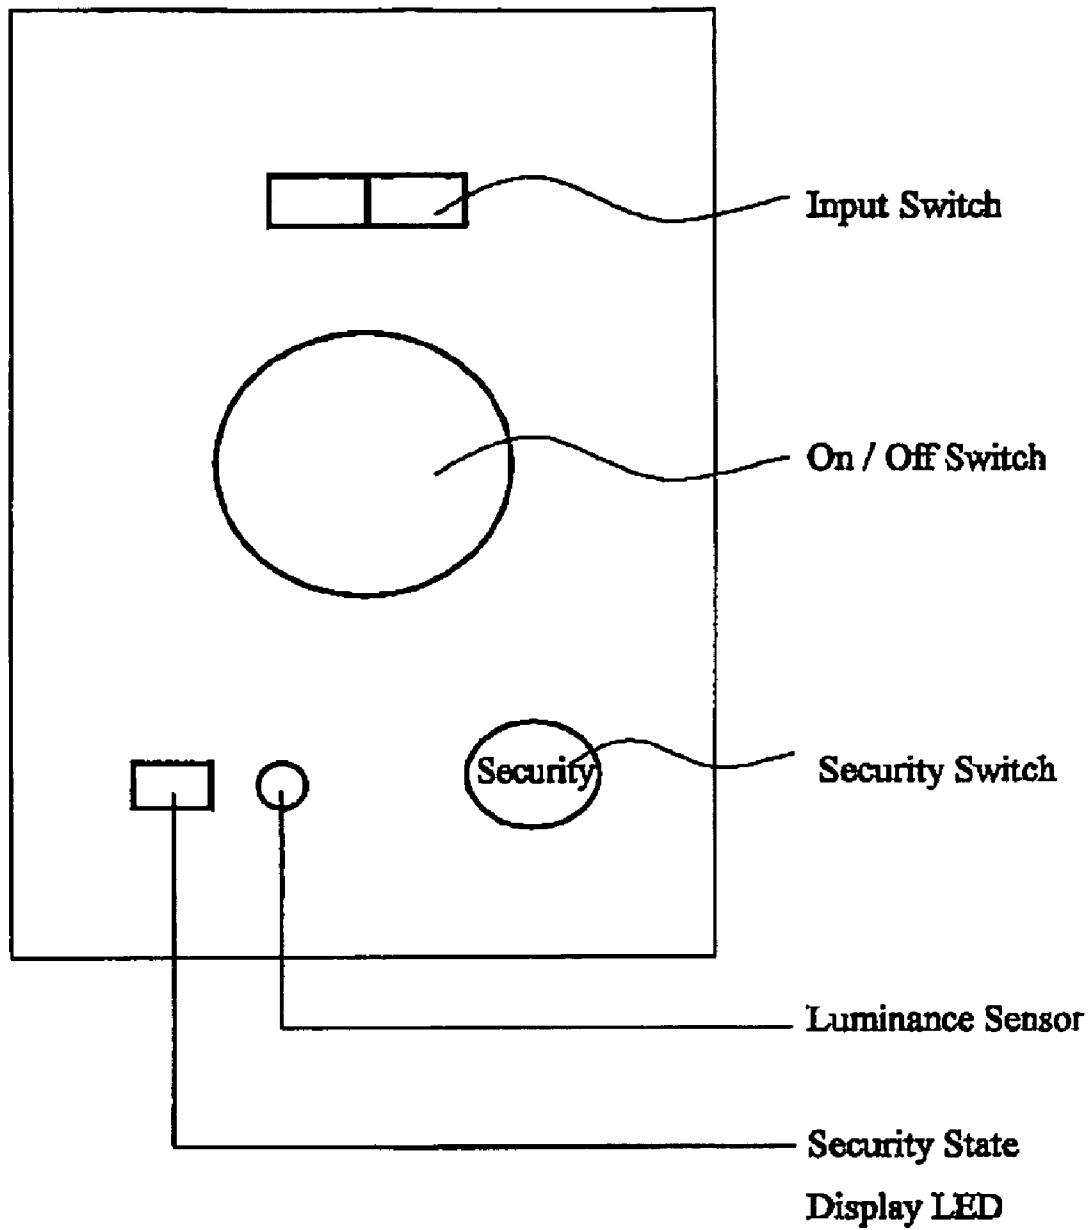 Input Switch
On / Off Switch
Security
Security Switch
Luminance Sensor
Security State
Display LED